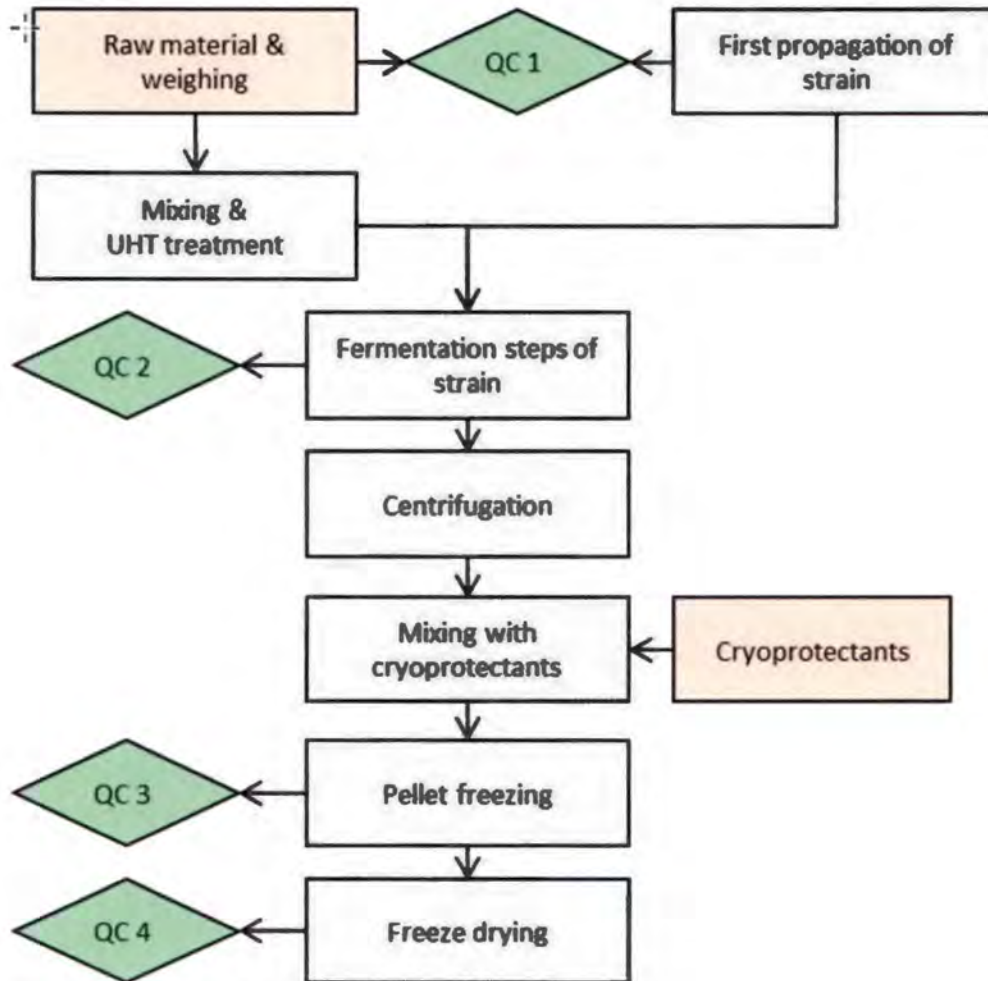 Raw material &
weighing
QC 1
First propagation of
strain
Mixing &
UHT treatment
QC 2
Fermentation steps of
strain
Centrifugation
Mixing with
cryoprotectants
Cryoprotectants
QC 3
Pellet freezing
QC 4
Freeze drying